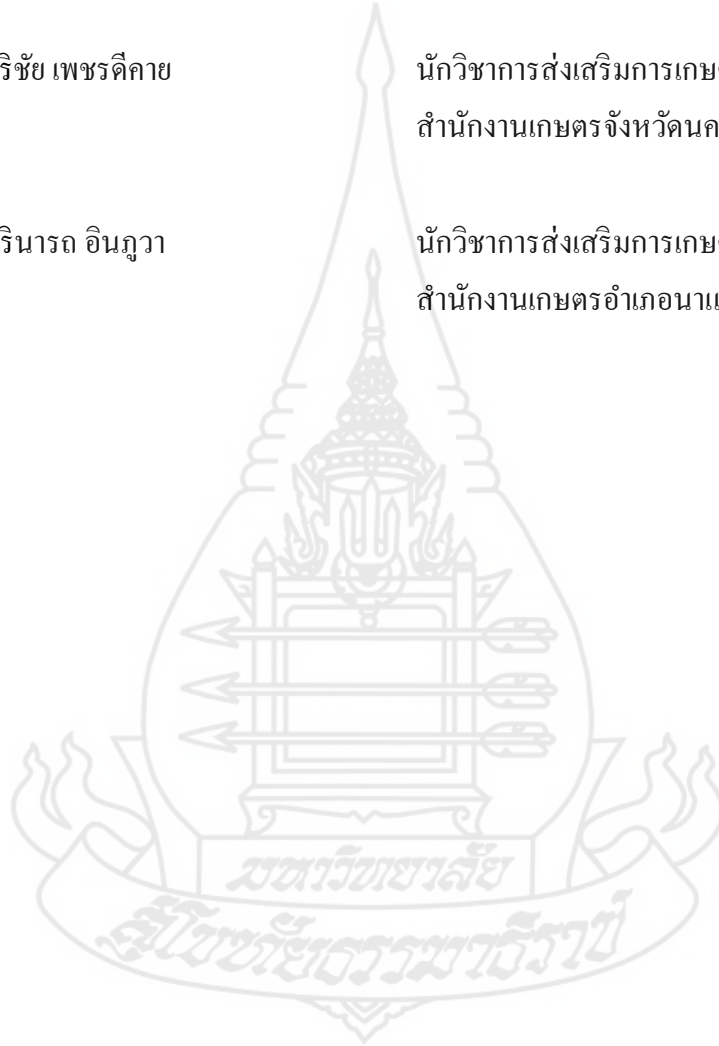 ริชัย เพชรดีคาย นักวิชาการส่งเสริมการเกษ
สำนักงานเกษตรจังหวัดนค
รินารถ อินภูวา นักวิชาการส่งเสริมการเกษ
สำนักงานเกษตรอำเภอนาแ
มหาวิทยาลัย
สุโขทัยธรรมาธิราช